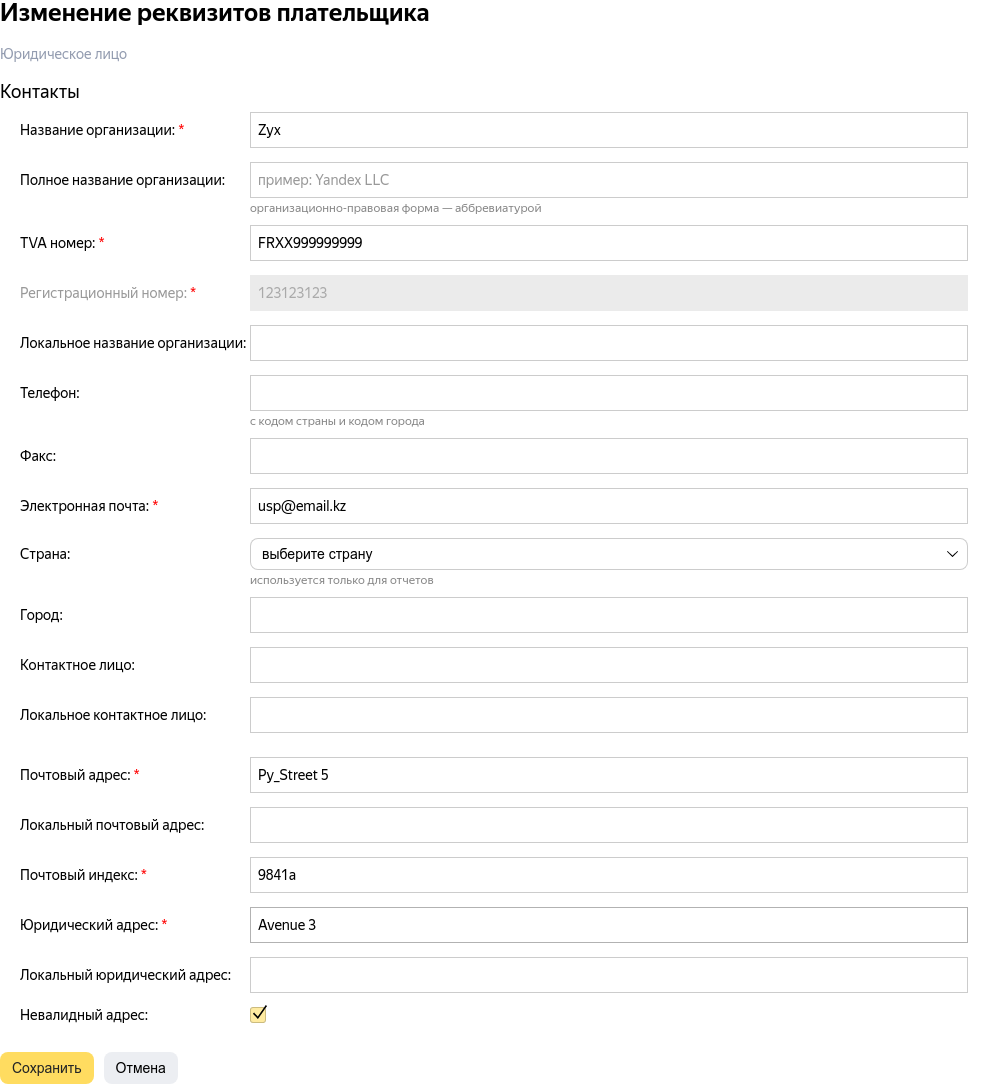 Изменение реквизитов плательщика
Юридическое лицо
Контакты
Название организации: * Zyx
Полное название организации: пример: Yandex LLC
организационно-правовая форма — аббревиатурой
TVA номер: * FRXX999999999
Регистрационный номер: * 123123123
Локальное название организации:
Телефон:
с кодом страны и кодом города
Факс:
Электронная почта: * usp@email.kz
Страна: выберите страну
используется только для отчетов
Город:
Контактное лицо:
Локальное контактное лицо:
Почтовый адрес: * Py_Street 5
Локальный почтовый адрес:
Почтовый индекс: * 9841a
Юридический адрес: * Avenue 3
Локальный юридический адрес:
Невалидный адрес:
Сохранить Отмена